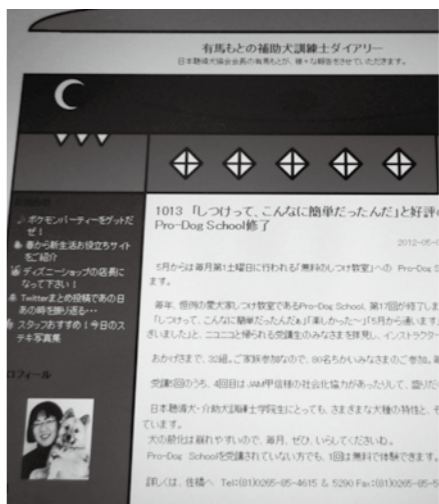 有馬もとの補助犬訓練士ダイアリー
日本聴導犬協会会長の有馬もとが、様々な報告をさせていただきます。
お知らせ
ポケモンパーティーをゲットだ
ぜ！
春から新生活お役立ちサイト
をご紹介
ディズニーショップの店長に
なって下さい！
Twitterまとめ投稿であの日
あの時を振り返る…
スタッフおすすめ！今日のス
テキ写真集
ロフィール
1013 「しつけって、こんなに簡単だったんだ」と好評
Pro-Dog School修了
2012-05-
5月からは毎月第1土曜日に行われる「無料のしつけ教室」への Pro-Dog S
ます。
毎年、恒例の愛犬家しつけ教室であるPro-Dog School。第17回が修了しま
「しつけって、こんなに簡単だったんだぁ」「楽しかった～」「5月から通います
さいました」と、ニコニコと帰られる受講生のみなさまを拝見し、インストラクター
おかげさまで、32組。ご家族参加なので、80名ちかいみなさまのご参加。
受講5回のうち、4回目はJAM甲信様の社会化協力があったりして、盛りだ
日本聴導犬・介助犬訓練士学院生にとっても、さまざまな犬種の特性と、そ
ています。
犬の馴化は崩れやすいので、毎月、ぜひ、いらしてくださいね。
Pro-Dog Schoolを受講されていない方でも、1回は無料で体験できます。
詳しくは、佳橋へ Tel:(81)0265-85-4615 & 5290 Fax:(81)0265-85-5